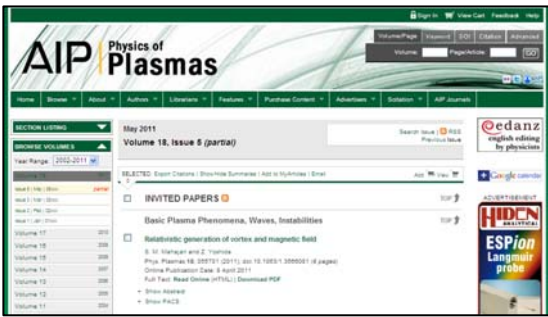 Sign In View Cart Feedback Help
Volume/Page Keyword DOI Citation Advanced
Volume: Page/Article: GO
AIP Physics of
Plasmas
Home Browse About Authors Librarians Features Purchase Content Advertisers Scitation AIP Journals
SECTION LISTING
BROWSE VOLUMES
Year Range: 2002-2011
Volume 17 2010
Volume 16
Volume 15
Volume 14 2007
Volume 13
Volume 12
Volume 11 2004
May 2011
Volume 18, Issue 5 (partial)
Search Issue | RSS
Previous Issue
SELECTED: Export Citations | Show/Hide Summaries | Add to MyArticles | Email
Add View
INVITED PAPERS TOP
Basic Plasma Phenomena, Waves, Instabilities TOP
Relativistic generation of vortex and magnetic field
S. M. Mahajan and Z. Yoshida
Online Publication Date: 8 April 2011
Full Text: Read Online (HTML) | Download PDF
+ Show Abstract
+ Show PACS
edanz
english editing
by physicists
Google calendar
ADVERTISEMENT
HIDEN
ANALYTICAL
ESPion
Langmuir
probe